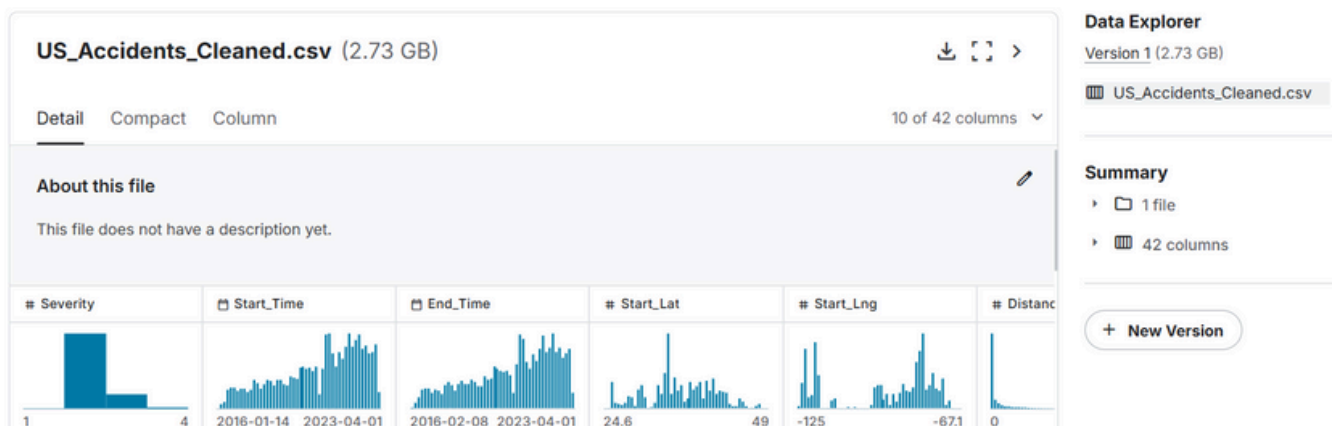 US_Accidents_Cleaned.csv (2.73 GB)
Detail Compact Column
10 of 42 columns
About this file
This file does not have a description yet.
# Severity
Start_Time
End_Time
# Start_Lat
# Start_Lng
# Distanc
1 4
2016-01-14 2023-04-01
2016-02-08 2023-04-01
24.6 49
-125 -67.1
0
Data Explorer
Version 1 (2.73 GB)
US_Accidents_Cleaned.csv
Summary
1 file
42 columns
+ New Version